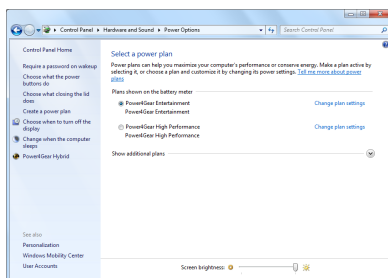 Control Panel ▸ Hardware and Sound ▸ Power Options
Search Control Panel
Control Panel Home
Require a password on wakeup
Choose what the power
buttons do
Choose what closing the lid
does
Create a power plan
Choose when to turn off the
display
Change when the computer
sleeps
Power4Gear Hybrid
See also
Personalization
Windows Mobility Center
User Accounts
Select a power plan
Power plans can help you maximize your computer's performance or conserve energy. Make a plan active by
selecting it, or choose a plan and customize it by changing its power settings. Tell me more about power
plans
Plans shown on the battery meter
Power4Gear Entertainment Change plan settings
Power4Gear Entertainment
Power4Gear High Performance Change plan settings
Power4Gear High Performance
Show additional plans
Screen brightness: